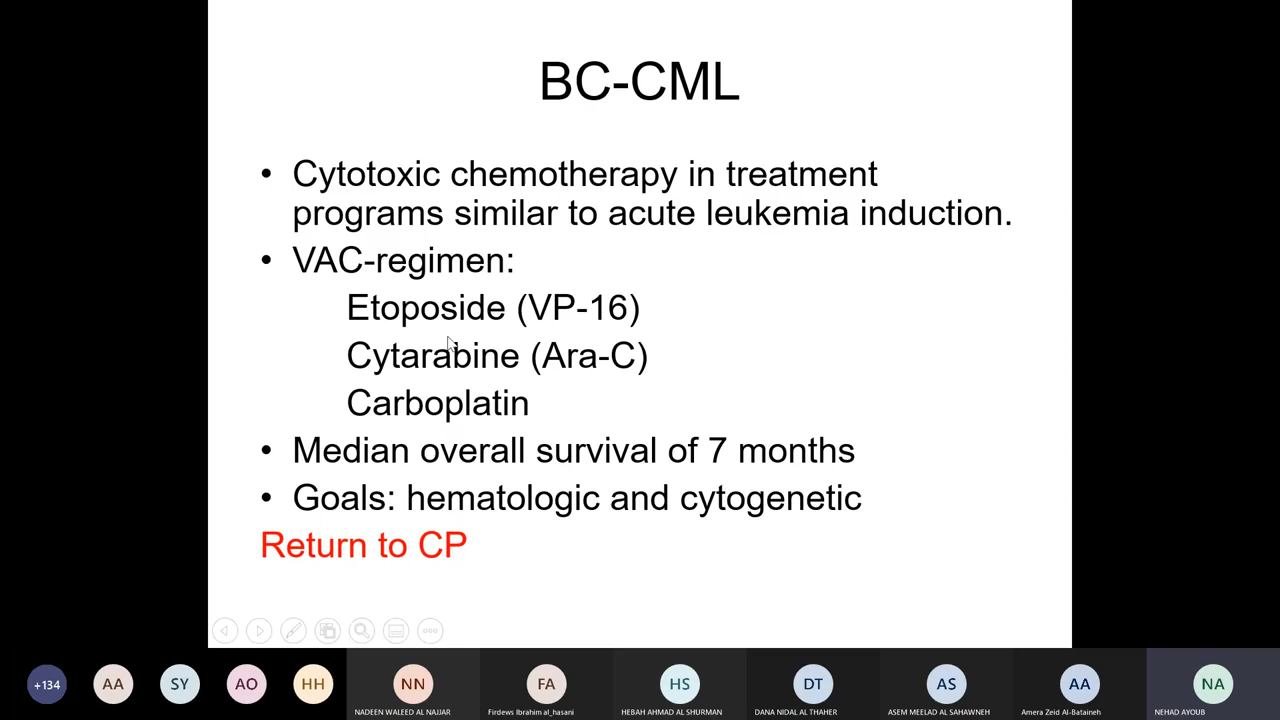 BC-CML
• Cytotoxic chemotherapy in treatment
programs similar to acute leukemia induction.
• VAC-regimen:
Etoposide (VP-16)
Cytarabine (Ara-C)
Carboplatin
• Median overall survival of 7 months
• Goals: hematologic and cytogenetic
Return to CP
+134 AA SY AO HH NN FA HS DT AS AA NA
NADEEN WALEED AL NAJJAR Firdews Ibrahim al_hasani HEBAH AHMAD AL SHURMAN DANA NIDAL AL THAHER ASEM MEELAD AL SAHAWNEH Amera Zeid Al-Bataineh NEHAD AYOUB